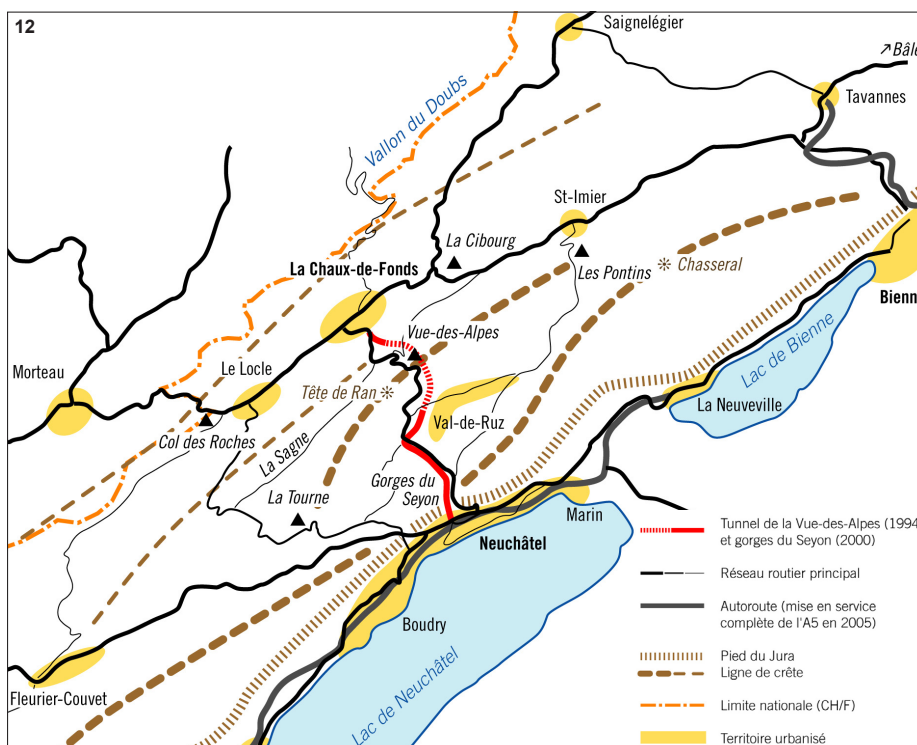 12
Saignelégier
↗Bâle
Tavannes
Vallon du Doubs
St-Imier
La Cibourg
Les Pontins
Chasseral
La Chaux-de-Fonds
Bienn
Vue-des-Alpes
Lac de Bienne
Morteau
Le Locle
Tête de Ran
La Neuveville
Val-de-Ruz
Col des Roches
La Sagne
Gorges du
Seyon
La Tourne
Marin
Neuchâtel
Tunnel de la Vue-des-Alpes (1994
et gorges du Seyon (2000)
Réseau routier principal
Autoroute (mise en service
complète de l'A5 en 2005)
Boudry
Pied du Jura
Ligne de crête
Fleurier-Couvet
Lac de Neuchâtel
Limite nationale (CH/F)
Territoire urbanisé